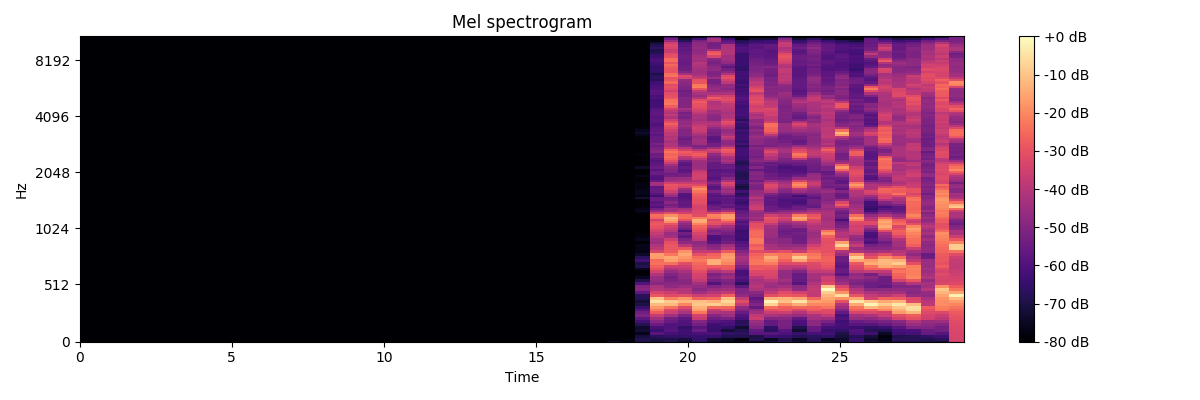 Mel spectrogram
+0 dB
8192
-10 dB
4096
-20 dB
-30 dB
2048
Hz
-40 dB
1024
-50 dB
-60 dB
512
-70 dB
0
-80 dB
0 5 10 15 20 25
Time